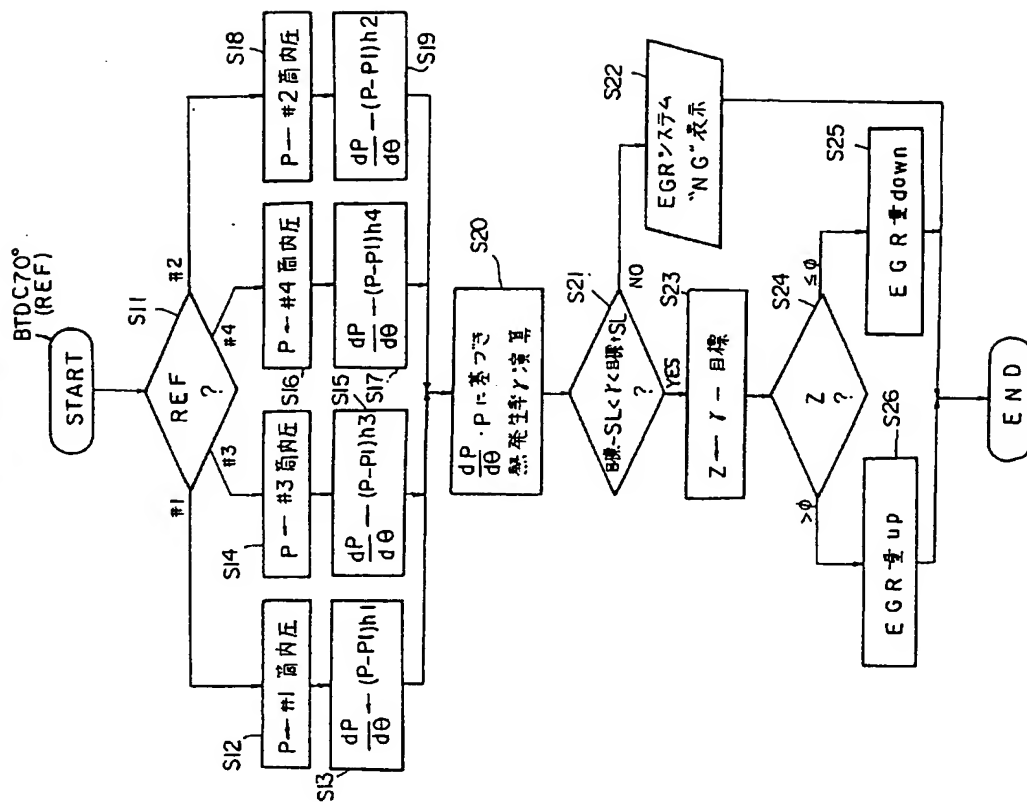 BTDC70°
(REF)
START
S11
REF
?
#1
#3
#4
#2
S12
P ← #1 筒内圧
S13
dP/dθ ← (P-P1)h1
S14
P ← #3 筒内圧
S15
dP/dθ ← (P-P1)h3
S16
P ← #4 筒内圧
S17
dP/dθ ← (P-P1)h4
S18
P ← #2 筒内圧
S19
dP/dθ ← (P-P1)h2
S20
dP/dθ・Pに基づき
熱発生率γ演算
S21
目標-SL<γ<目標+SL
?
NO
YES
S22
EGRシステム
"NG"表示
S23
Z ← γ - 目標
S24
Z
?
>φ
≤φ
S26
EGR量up
S25
EGR量down
END